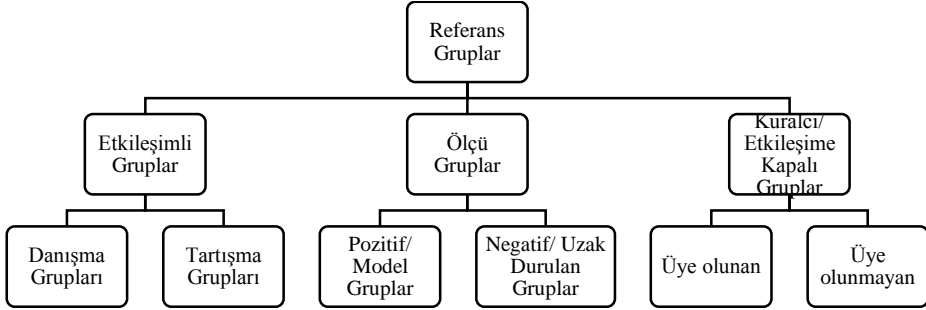 Referans
Gruplar
Etkileşimli
Gruplar
Ölçü
Gruplar
Kuralcı/
Etkileşime
Kapalı
Gruplar
Danışma
Grupları
Tartışma
Grupları
Pozitif/
Model
Gruplar
Negatif/ Uzak
Durulan
Gruplar
Üye olunan
Üye
olunmayan